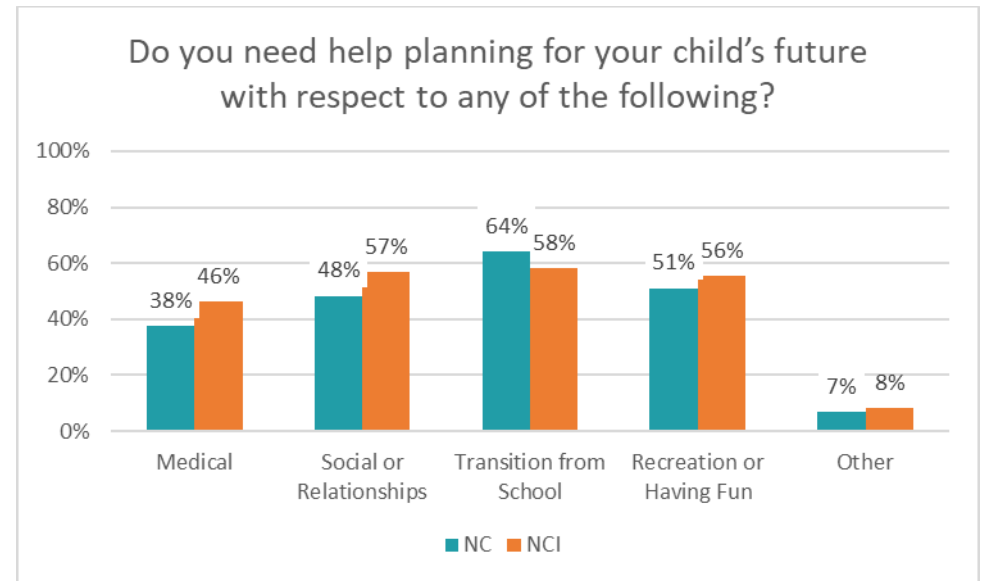 Do you need help planning for your child’s future
with respect to any of the following?
100%
80%
60%
40%
20%
0%
38%
46%
48%
57%
64%
58%
51%
56%
7%
8%
Medical
Social or
Relationships
Transition from
School
Recreation or
Having Fun
Other
NC
NCI